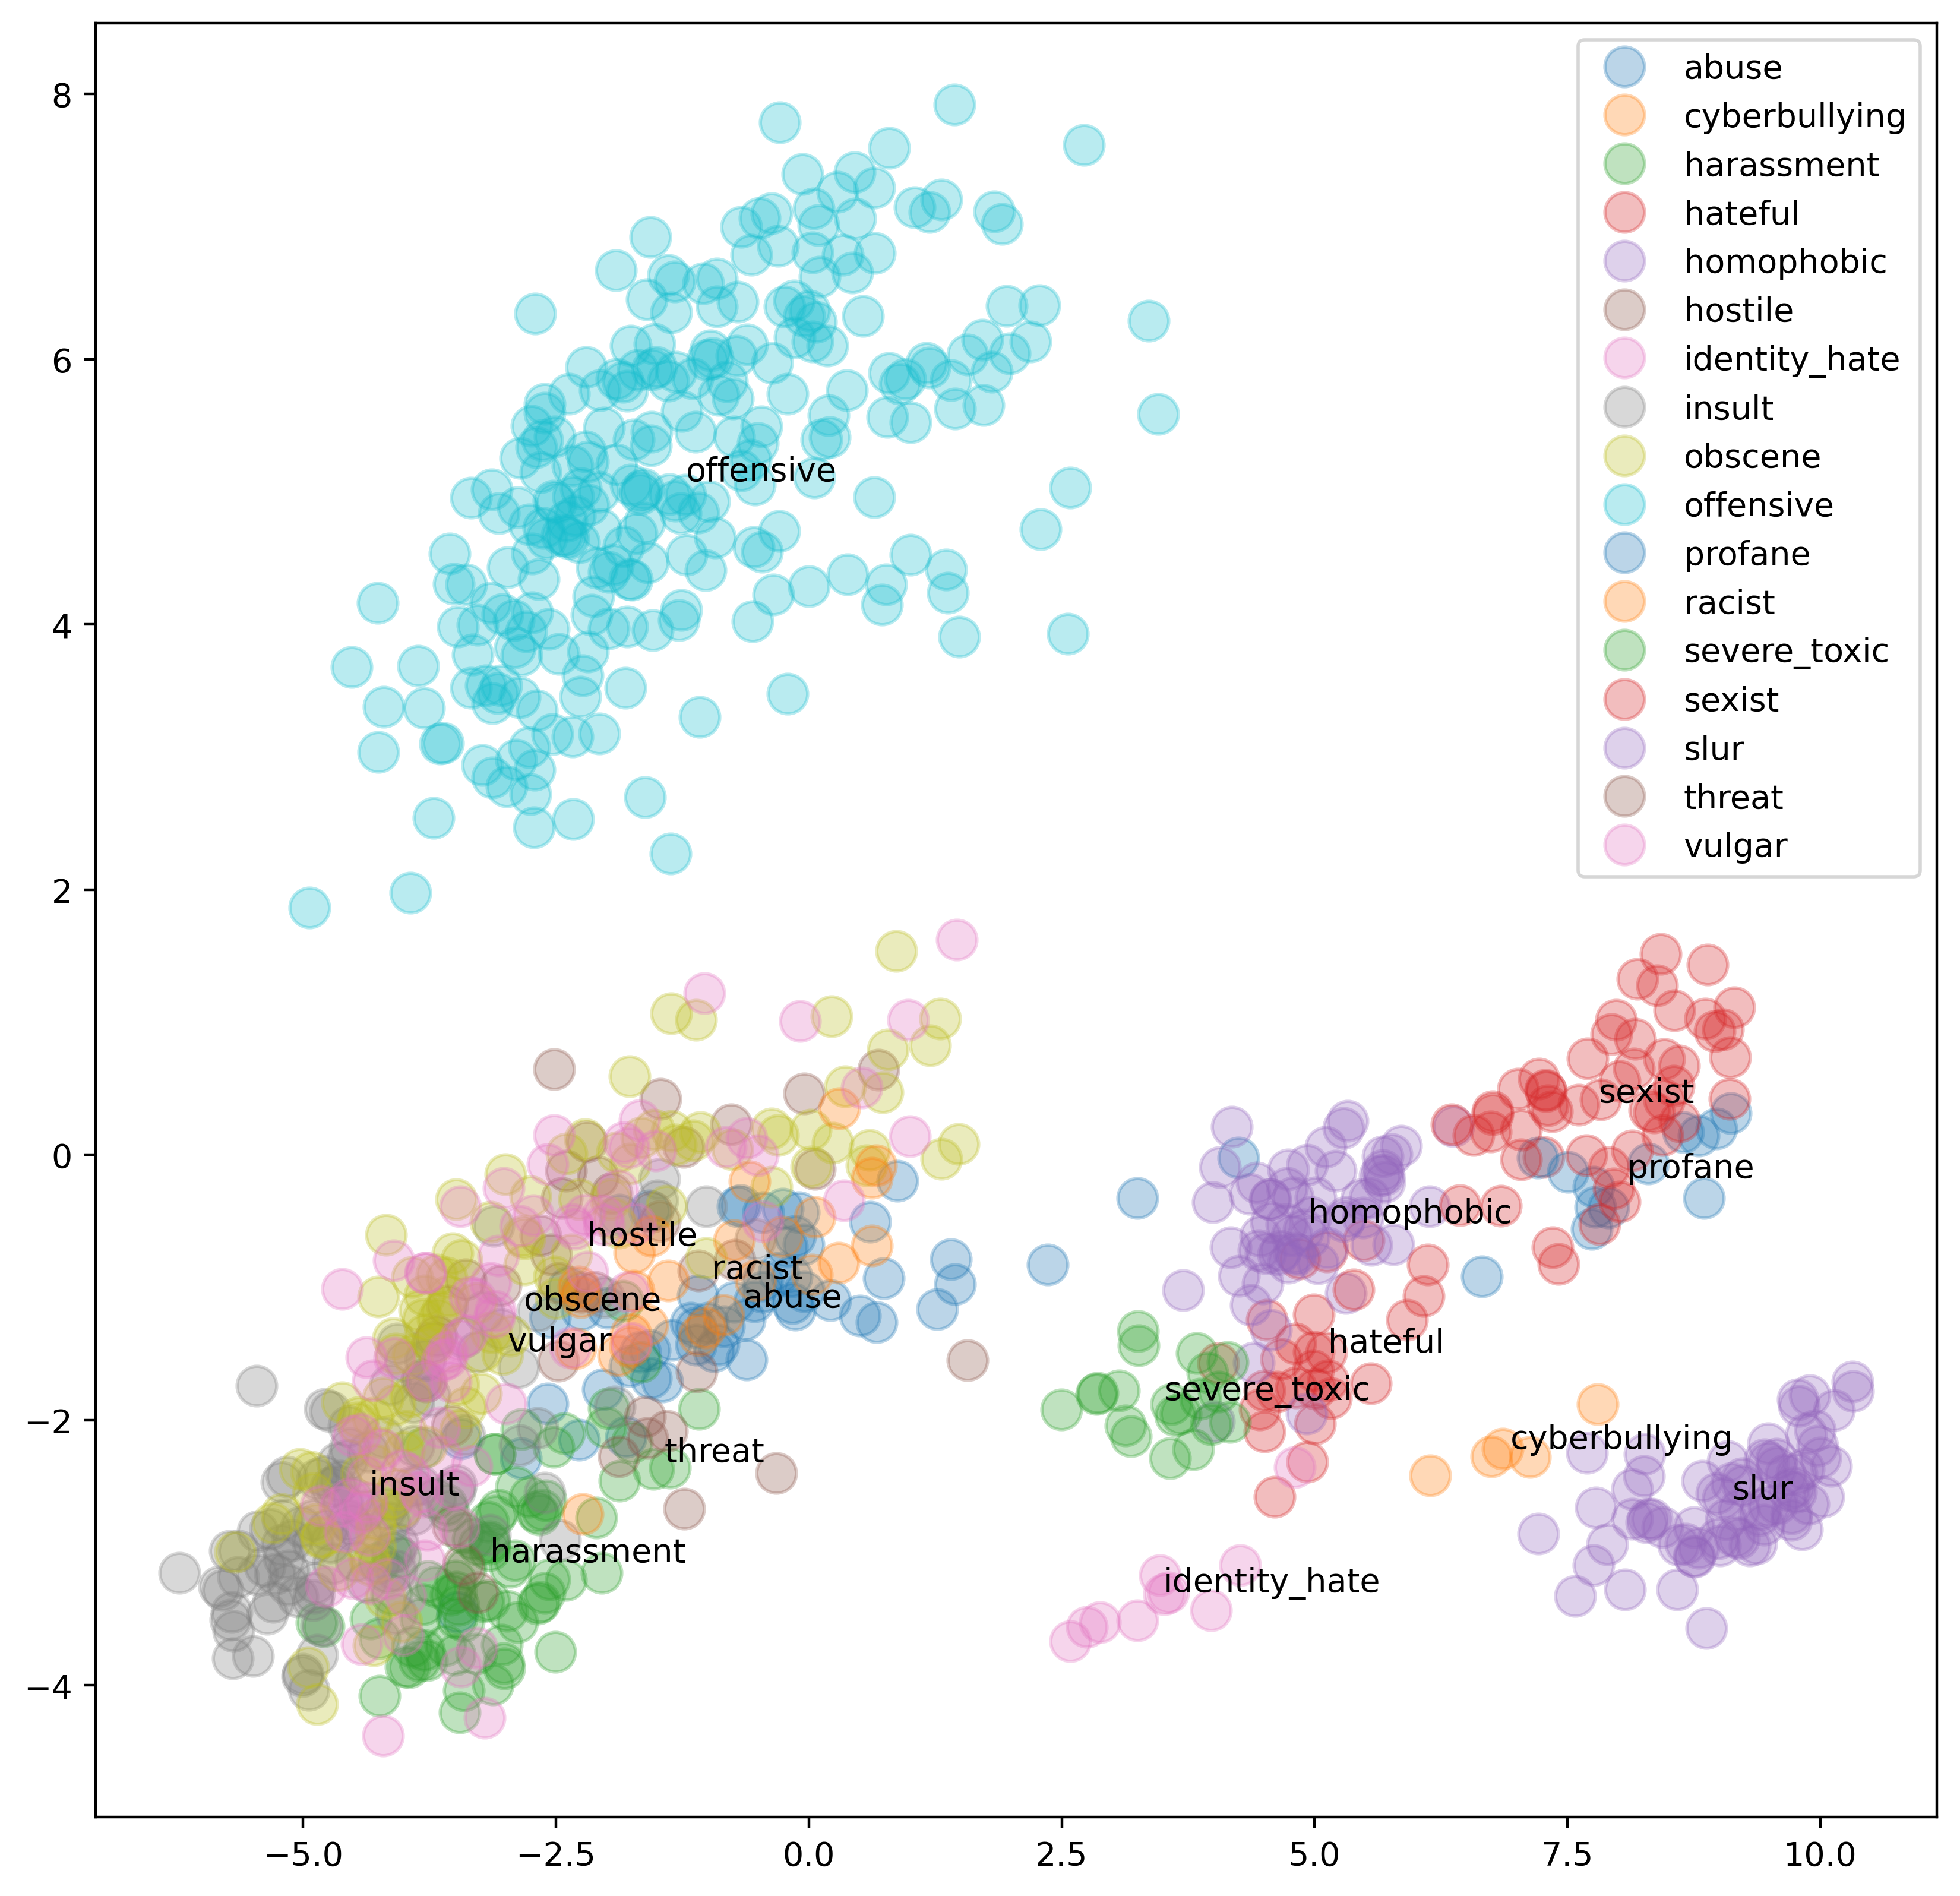 8
6
4
2
0
−2
−4
−5.0
−2.5
0.0
2.5
5.0
7.5
10.0
abuse
cyberbullying
harassment
hateful
homophobic
hostile
identity_hate
insult
obscene
offensive
profane
racist
severe_toxic
sexist
slur
threat
vulgar
offensive
sexist
profane
homophobic
hostile
racist
abuse
obscene
vulgar
hateful
severe_toxic
cyberbullying
threat
insult
slur
harassment
identity_hate